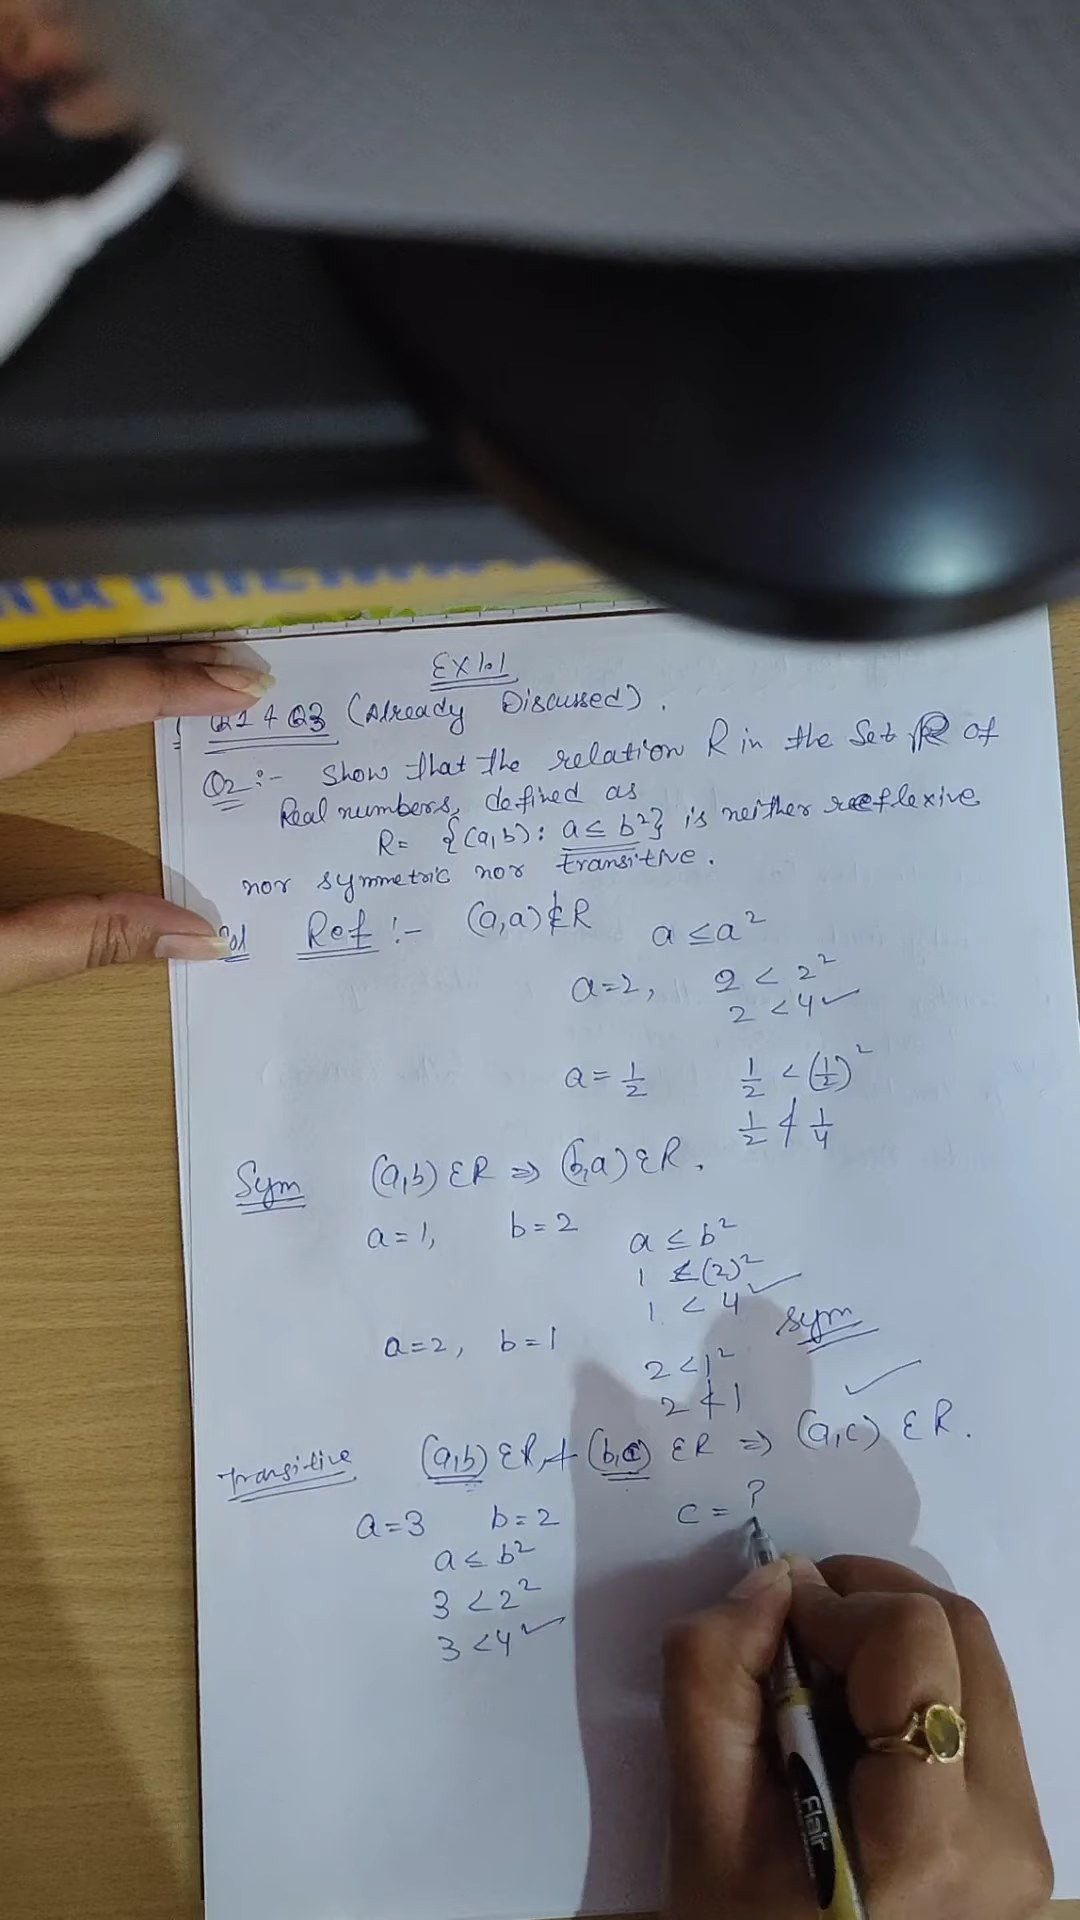 Ex 1.1
Q1 & Q3 (Already Discussed).
Q2:- Show that the relation R in the Set R of
Real numbers, defined as
R= {(a,b): a≤ b²} is neither reflexive
nor symmetric nor transitive.
Sol Ref :- (a,a)∉R a ≤a²
a=2, 2 < 2²
2 <4 ✓
a = 1/2 1/2 < (1/2)²
1/2 ≮ 1/4
Sym (a,b) ∈R ⇒ (b,a) ∈R.
a = 1, b = 2 a ≤ b²
1 ≤(2)²
1 < 4 ✓
Sym
a=2, b=1
2 <1²
2 ≮1 ✓
Transitive (a,b) ∈R, & (b,c) ∈R ⇒ (a,c) ∈R.
a=3 b=2 c = ?
a ≤ b²
3 <2²
3 <4 ✓
Flair